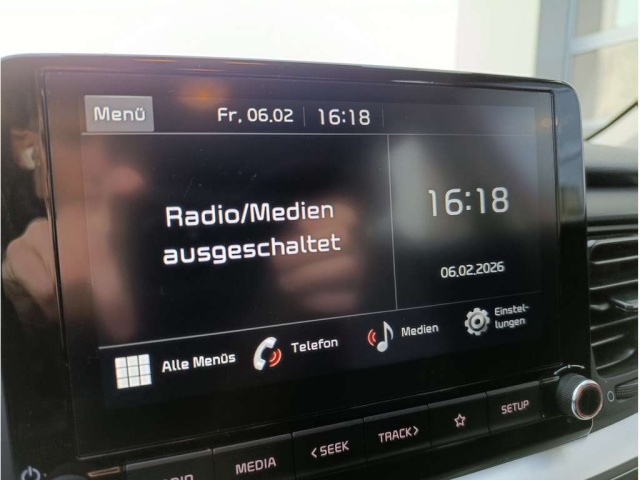 Menü
Fr, 06.02
16:18
Radio/Medien
ausgeschaltet
16:18
06.02.2026
Alle Menüs
Telefon
Medien
Einstel-
lungen
MEDIA
<SEEK
TRACK>
SETUP